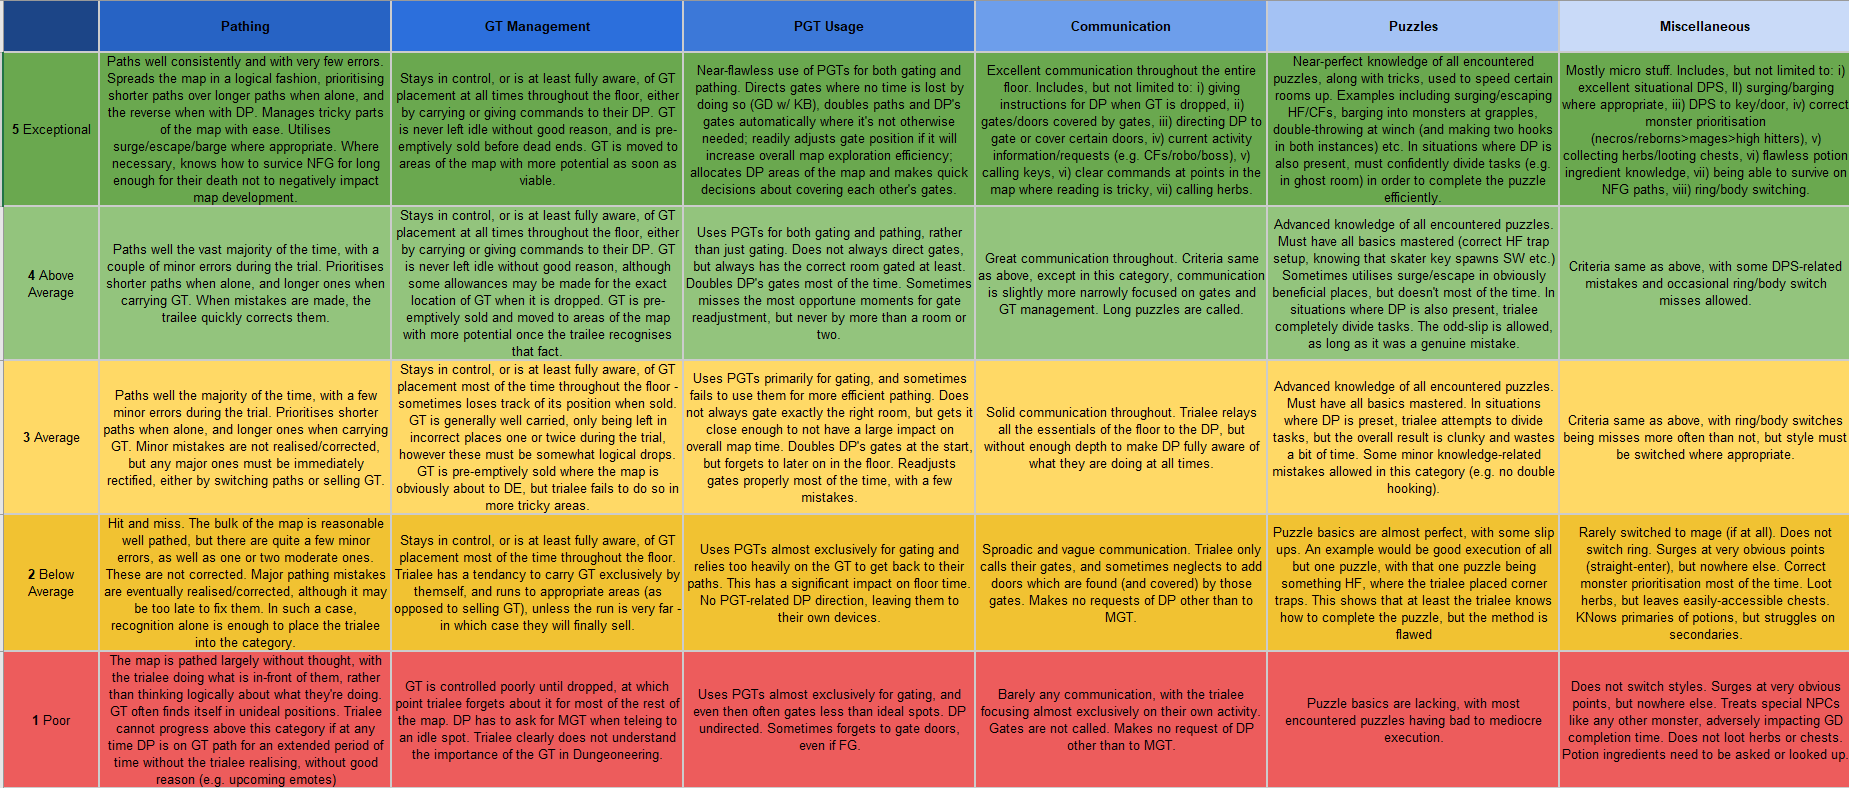 Pathing
GT Management
PGT Usage
Communication
Puzzles
Miscellaneous
5 Exceptional
Paths well consistently and with very few errors.
Spreads the map in a logical fashion, prioritising
shorter paths over longer paths when alone, and
the reverse when with DP. Manages tricky parts
of the map with ease. Utilises
surge/escape/barge where appropriate. Where
necessary, knows how to survice NFG for long
enough for their death not to negatively impact
map development.
Stays in control, or is at least fully aware, of GT
placement at all times throughout the floor, either
by carrying or giving commands to their DP. GT
is never left idle without good reason, and is pre-
emptively sold before dead ends. GT is moved to
areas of the map with more potential as soon as
viable.
Near-flawless use of PGTs for both gating and
pathing. Directs gates where no time is lost by
doing so (GD w/ KB), doubles paths and DP's
gates automatically where it's not otherwise
needed; readily adjusts gate position if it will
increase overall map exploration efficiency;
allocates DP areas of the map and makes quick
decisions about covering each other's gates.
Excellent communication throughout the entire
floor. Includes, but not limited to: i) giving
instructions for DP when GT is dropped, ii)
gates/doors covered by gates, iii) directing DP to
gate or cover certain doors, iv) current activity
information/requests (e.g. CFs/robo/boss), v)
calling keys, vi) clear commands at points in the
map where reading is tricky, vii) calling herbs.
Near-perfect knowledge of all encountered
puzzles, along with tricks, used to speed certain
rooms up. Examples including surging/escaping
HF/CFs, barging into monsters at grapples,
double-throwing at winch (and making two hooks
in both instances) etc. In situations where DP is
also present, must confidently divide tasks (e.g.
in ghost room) in order to complete the puzzle
efficiently.
Mostly micro stuff. Includes, but not limited to: i)
excellent situational DPS, II) surging/barging
where appropriate, iii) DPS to key/door, iv) correct
monster prioritisation
(necros/reborns>mages>high hitters), v)
collecting herbs/looting chests, vi) flawless potion
ingredient knowledge, vii) being able to survive on
NFG paths, viii) ring/body switching.
4 Above
Average
Paths well the vast majority of the time, with a
couple of minor errors during the trial. Prioritises
shorter paths when alone, and longer ones when
carrying GT. When mistakes are made, the
trailee quickly corrects them.
Stays in control, or is at least fully aware, of GT
placement at all times throughout the floor, either
by carrying or giving commands to their DP. GT
is never left idle without good reason, although
some allowances may be made for the exact
location of GT when it is dropped. GT is pre-
emptively sold and moved to areas of the map
with more potential once the trailee recognises
that fact.
Uses PGTs for both gating and pathing, rather
than just gating. Does not always direct gates,
but always has the correct room gated at least.
Doubles DP's gates most of the time. Sometimes
misses the most opportune moments for gate
readjustment, but never by more than a room or
two.
Great communication throughout. Criteria same
as above, except in this category, communication
is slightly more narrowly focused on gates and
GT management. Long puzzles are called.
Advanced knowledge of all encountered puzzles.
Must have all basics mastered (correct HF trap
setup, knowing that skater key spawns SW etc.)
Sometimes utilises surge/escape in obviously
beneficial places, but doesn't most of the time. In
situations where DP is also present, trialee
completely divide tasks. The odd-slip is allowed,
as long as it was a genuine mistake.
Criteria same as above, with some DPS-related
mistakes and occasional ring/body switch
misses allowed.
3 Average
Paths well the majority of the time, with a few
minor errors during the trial. Prioritises shorter
paths when alone, and longer ones when carrying
GT. Minor mistakes are not realised/corrected,
but any major ones must be immediately
rectified, either by switching paths or selling GT.
Stays in control, or is at least fully aware, of GT
placement most of the time throughout the floor -
sometimes loses track of its position when sold.
GT is generally well carried, only being left in
incorrect places one or twice during the trial,
however these must be somewhat logical drops.
GT is pre-emptively sold where the map is
obviously about to DE, but trialee fails to do so in
more tricky areas.
Uses PGTs primarily for gating, and sometimes
fails to use them for more efficient pathing. Does
not always gate exactly the right room, but gets it
close enough to not have a large impact on
overall map time. Doubles DP's gates at the start,
but forgets to later on in the floor. Readjusts
gates properly most of the time, with a few
mistakes.
Solid communication throughout. Trialee relays
all the essentials of the floor to the DP, but
without enough depth to make DP fully aware of
what they are doing at all times.
Advanced knowledge of all encountered puzzles.
Must have all basics mastered. In situations
where DP is preset, trialee attempts to divide
tasks, but the overall result is clunky and wastes
a bit of time. Some minor knowledge-related
mistakes allowed in this category (e.g. no double
hooking).
Criteria same as above, with ring/body switches
being misses more often than not, but style must
be switched where appropriate.
2 Below
Average
Hit and miss. The bulk of the map is reasonable
well pathed, but there are quite a few minor
errors, as well as one or two moderate ones.
These are not corrected. Major pathing mistakes
are eventually realised/corrected, although it may
be too late to fix them. In such a case,
recognition alone is enough to place the trialee
into the category.
Stays in control, or is at least fully aware, of GT
placement most of the time throughout the floor.
Trialee has a tendency to carry GT exclusively by
themself, and runs to appropriate areas (as
opposed to selling GT), unless the run is very far -
in which case they will finally sell.
Uses PGTs almost exclusively for gating and
relies too heavily on the GT to get back to their
paths. This has a significant impact on floor time.
No PGT-related DP direction, leaving them to
their own devices.
Sproadic and vague communication. Trialee only
calls their gates, and sometimes neglects to add
doors which are found (and covered) by those
gates. Makes no requests of DP other than to
MGT.
Puzzle basics are almost perfect, with some slip
ups. An example would be good execution of all
but one puzzle, with that one puzzle being
something HF, where the trialee placed corner
traps. This shows that at least the trialee knows
how to complete the puzzle, but the method is
flawed
Rarely switched to mage (if at all). Does not
switch ring. Surges at very obvious points
(straight-enter), but nowhere else. Correct
monster prioritisation most of the time. Loot
herbs, but leaves easily-accessible chests.
KNows primaries of potions, but struggles on
secondaries.
1 Poor
The map is pathed largely without thought, with
the trialee doing what is in-front of them, rather
than thinking logically about what they're doing.
GT often finds itself in unideal positions. Trialee
cannot progress above this category if at any
time DP is on GT path for an extended period of
time without the trialee realising, without good
reason (e.g. upcoming emotes)
GT is controlled poorly until dropped, at which
point trialee forgets about it for most of the rest of
the map. DP has to ask for MGT when teleing to
an idle spot. Trialee clearly does not understand
the importance of the GT in Dungeoneering.
Uses PGTs almost exclusively for gating, and
even then often gates less than ideal spots. DP
undirected. Sometimes forgets to gate doors,
even if FG.
Barely any communication, with the trialee
focusing almost exclusively on their own activity.
Gates are not called. Makes no request of DP
other than to MGT.
Puzzle basics are lacking, with most
encountered puzzles having bad to mediocre
execution.
Does not switch styles. Surges at very obvious
points, but nowhere else. Treats special NPCs
like any other monster, adversely impacting GD
completion time. Does not loot herbs or chests.
Potion ingredients need to be asked or looked up.